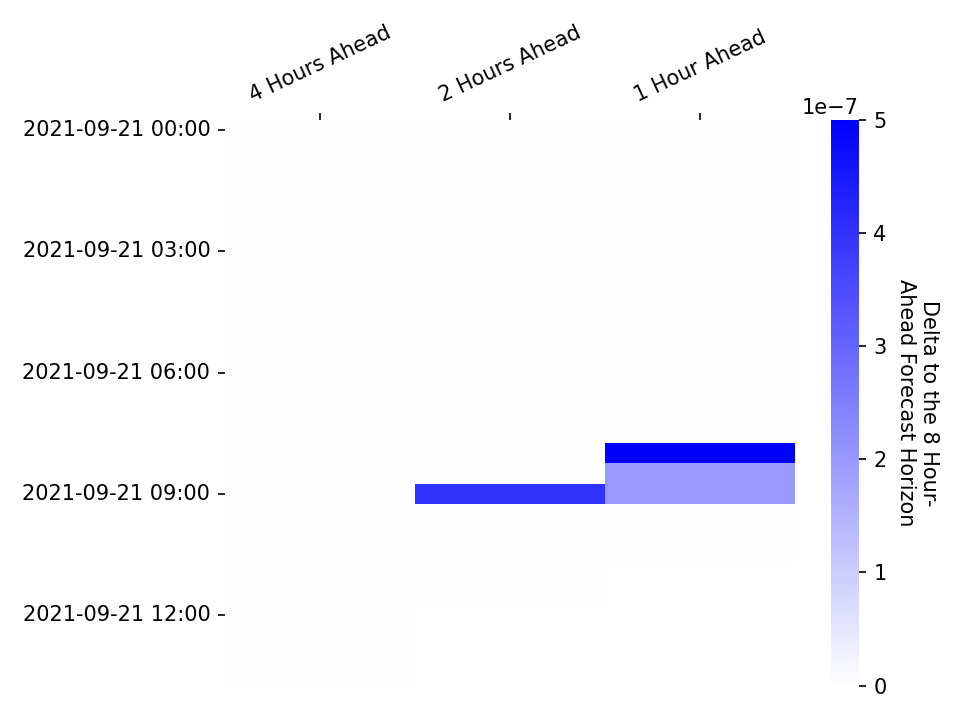 4 Hours Ahead
2 Hours Ahead
1 Hour Ahead
1e−7
2021-09-21 00:00
2021-09-21 03:00
2021-09-21 06:00
2021-09-21 09:00
2021-09-21 12:00
5
4
3
2
1
0
Delta to the 8 Hour-
Ahead Forecast Horizon